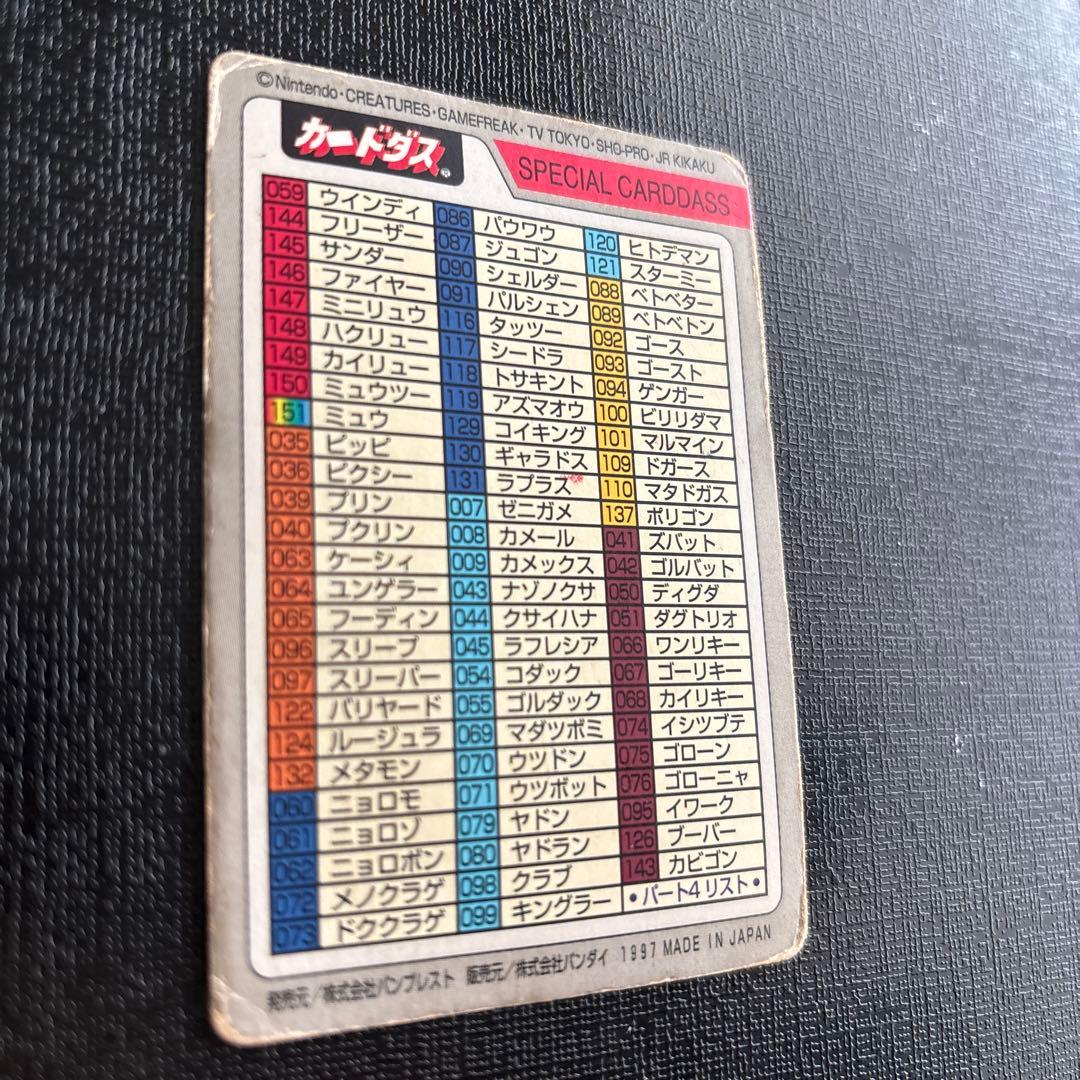 ©Nintendo・CREATURES・GAMEFREAK・TV TOKYO・SHO-PRO・JR KIKAKU
カードダス®
SPECIAL CARDDASS
059 ウインディ
144 フリーザー
145 サンダー
146 ファイヤー
147 ミニリュウ
148 ハクリュー
149 カイリュー
150 ミュウツー
151 ミュウ
035 ピッピ
036 ピクシー
039 プリン
040 プクリン
063 ケーシィ
064 ユンゲラー
065 フーディン
096 スリープ
097 スリーパー
122 バリヤード
124 ルージュラ
132 メタモン
060 ニョロモ
061 ニョロゾ
062 ニョロボン
072 メノクラゲ
073 ドククラゲ
086 パウワウ
087 ジュゴン
090 シェルダー
091 パルシェン
116 タッツー
117 シードラ
118 トサキント
119 アズマオウ
129 コイキング
130 ギャラドス
131 ラプラス
007 ゼニガメ
008 カメール
009 カメックス
043 ナゾノクサ
044 クサイハナ
045 ラフレシア
054 コダック
055 ゴルダック
069 マダツボミ
070 ウツドン
071 ウツボット
079 ヤドン
080 ヤドラン
098 クラブ
099 キングラー
120 ヒトデマン
121 スターミー
088 ベトベター
089 ベトベトン
092 ゴース
093 ゴースト
094 ゲンガー
100 ビリリダマ
101 マルマイン
109 ドガース
110 マタドガス
137 ポリゴン
041 ズバット
042 ゴルバット
050 ディグダ
051 ダグトリオ
066 ワンリキー
067 ゴーリキー
068 カイリキー
074 イシツブテ
075 ゴローン
076 ゴローニャ
095 イワーク
126 ブーバー
143 カビゴン
•パート4リスト•
発売元／株式会社バンプレスト 販売元／株式会社バンダイ 1997 MADE IN JAPAN